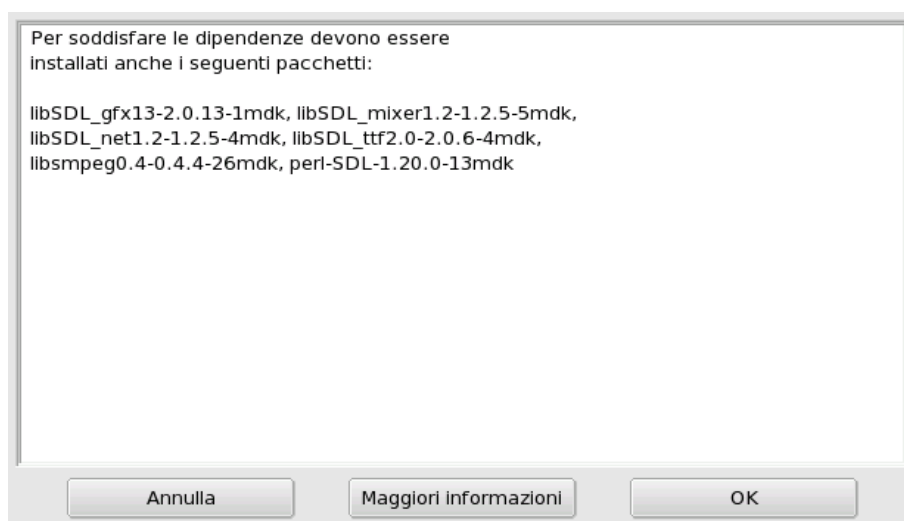 Per soddisfare le dipendenze devono essere
installati anche i seguenti pacchetti:
libSDL_gfx13-2.0.13-1mdk, libSDL_mixer1.2-1.2.5-5mdk,
libSDL_net1.2-1.2.5-4mdk, libSDL_ttf2.0-2.0.6-4mdk,
libsmpeg0.4-0.4.4-26mdk, perl-SDL-1.20.0-13mdk
Annulla Maggiori informazioni OK